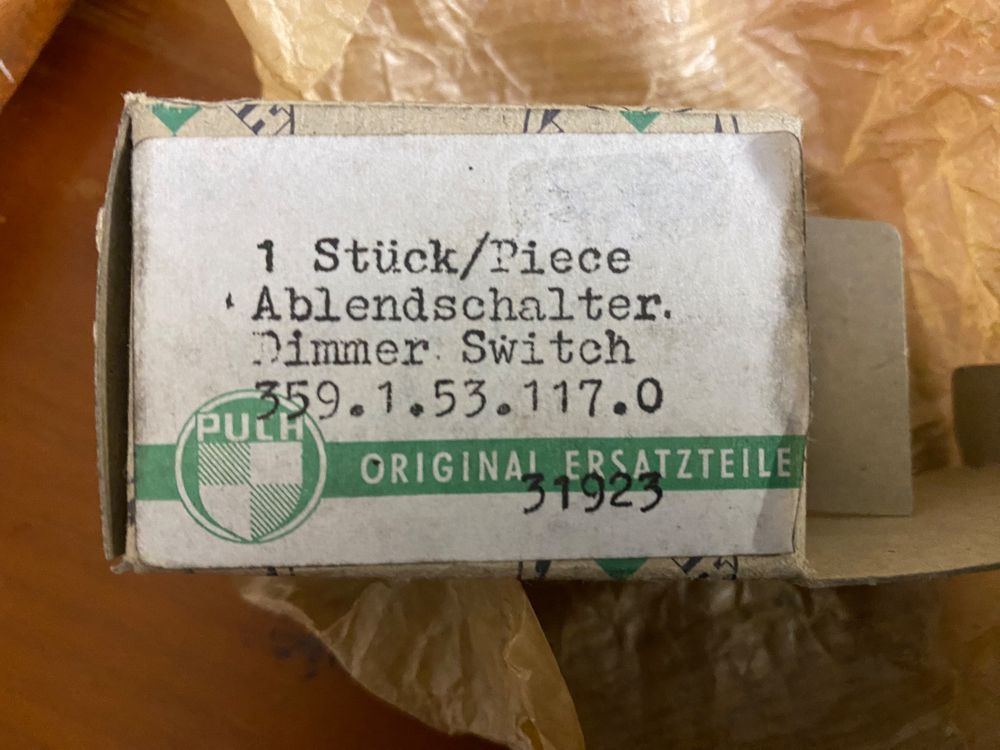 1 Stück/Piece
Ablendschalter.
Dimmer Switch
359.1.53.117.0
PUCH
ORIGINAL ERSATZTEILE
31923